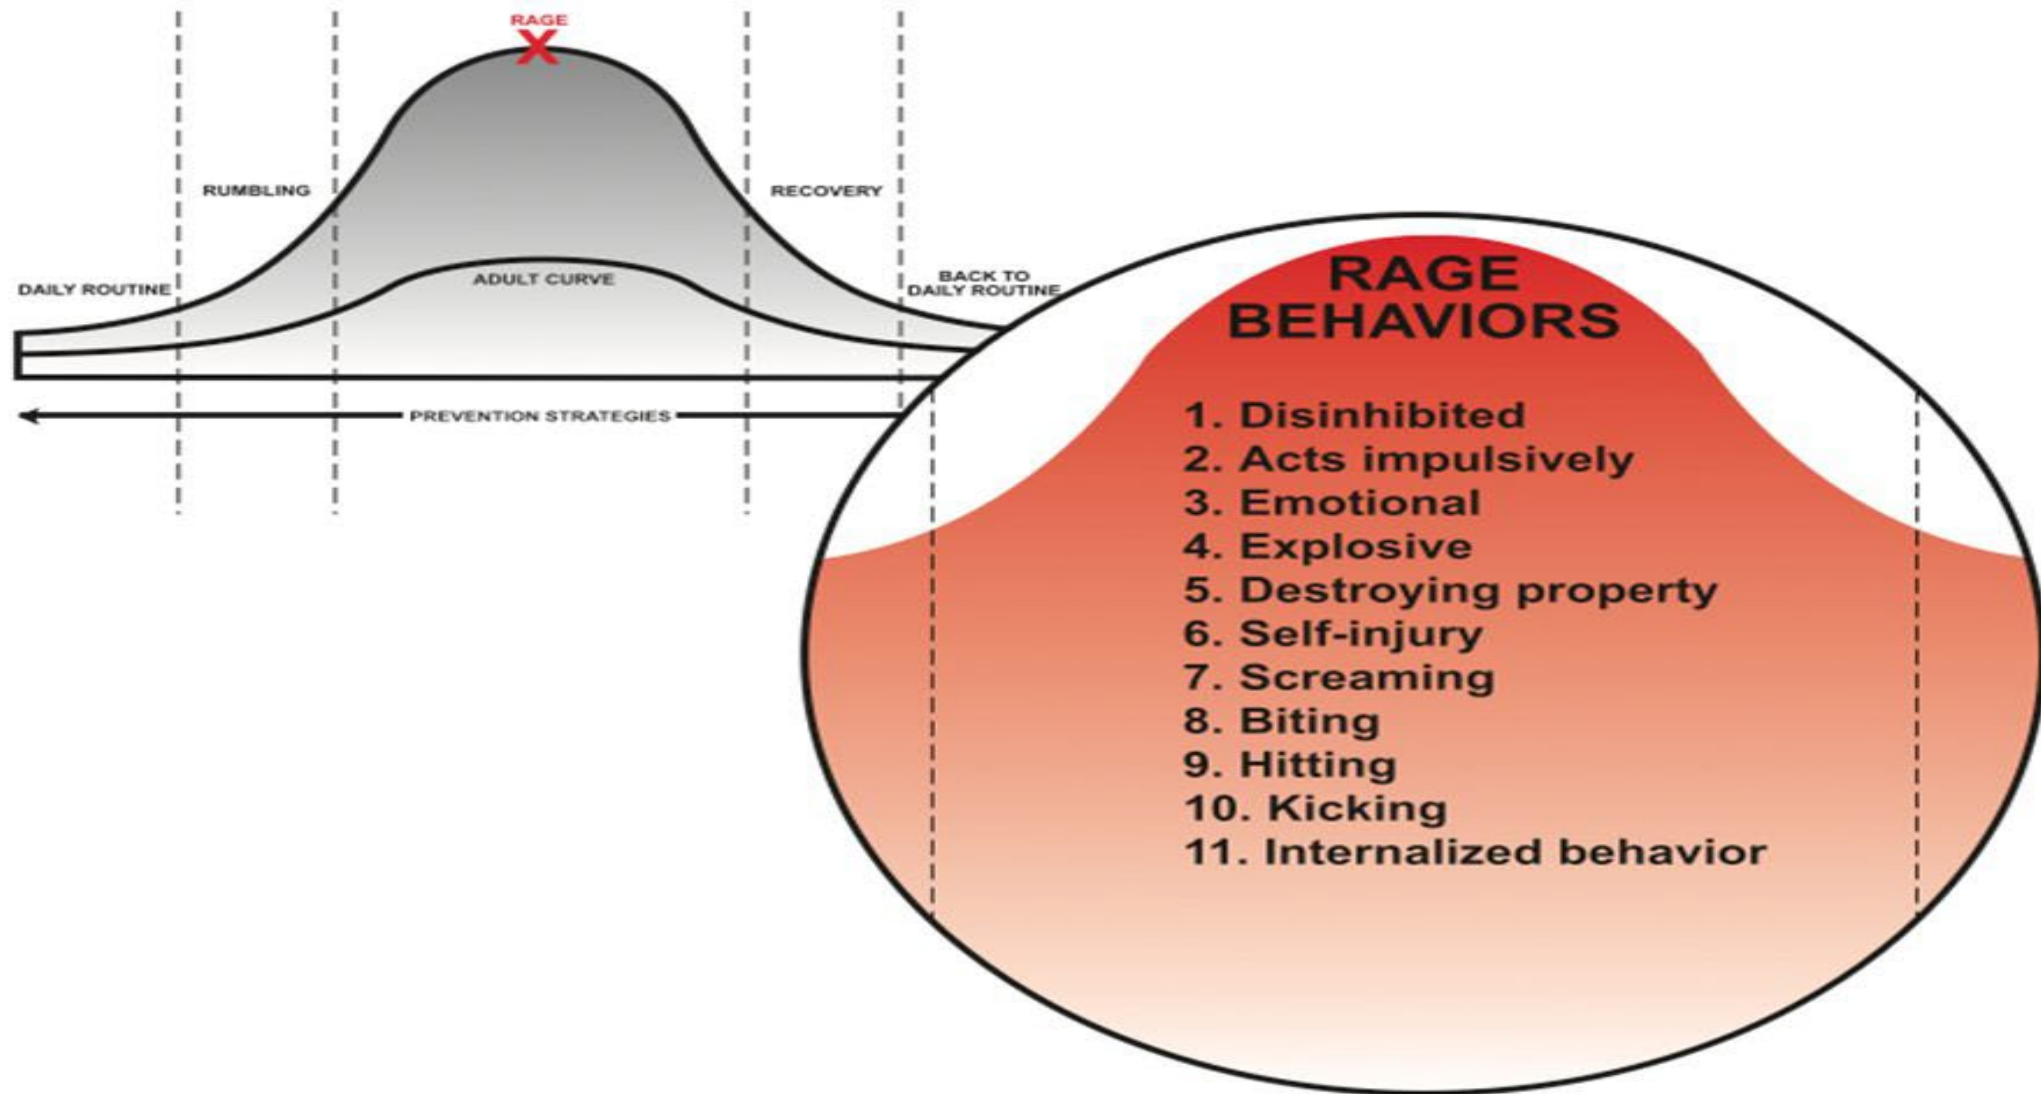 RAGE
X
RUMBLING
RECOVERY
DAILY ROUTINE
ADULT CURVE
BACK TO
DAILY ROUTINE
PREVENTION STRATEGIES
RAGE
BEHAVIORS
1. Disinhibited
2. Acts impulsively
3. Emotional
4. Explosive
5. Destroying property
6. Self-injury
7. Screaming
8. Biting
9. Hitting
10. Kicking
11. Internalized behavior